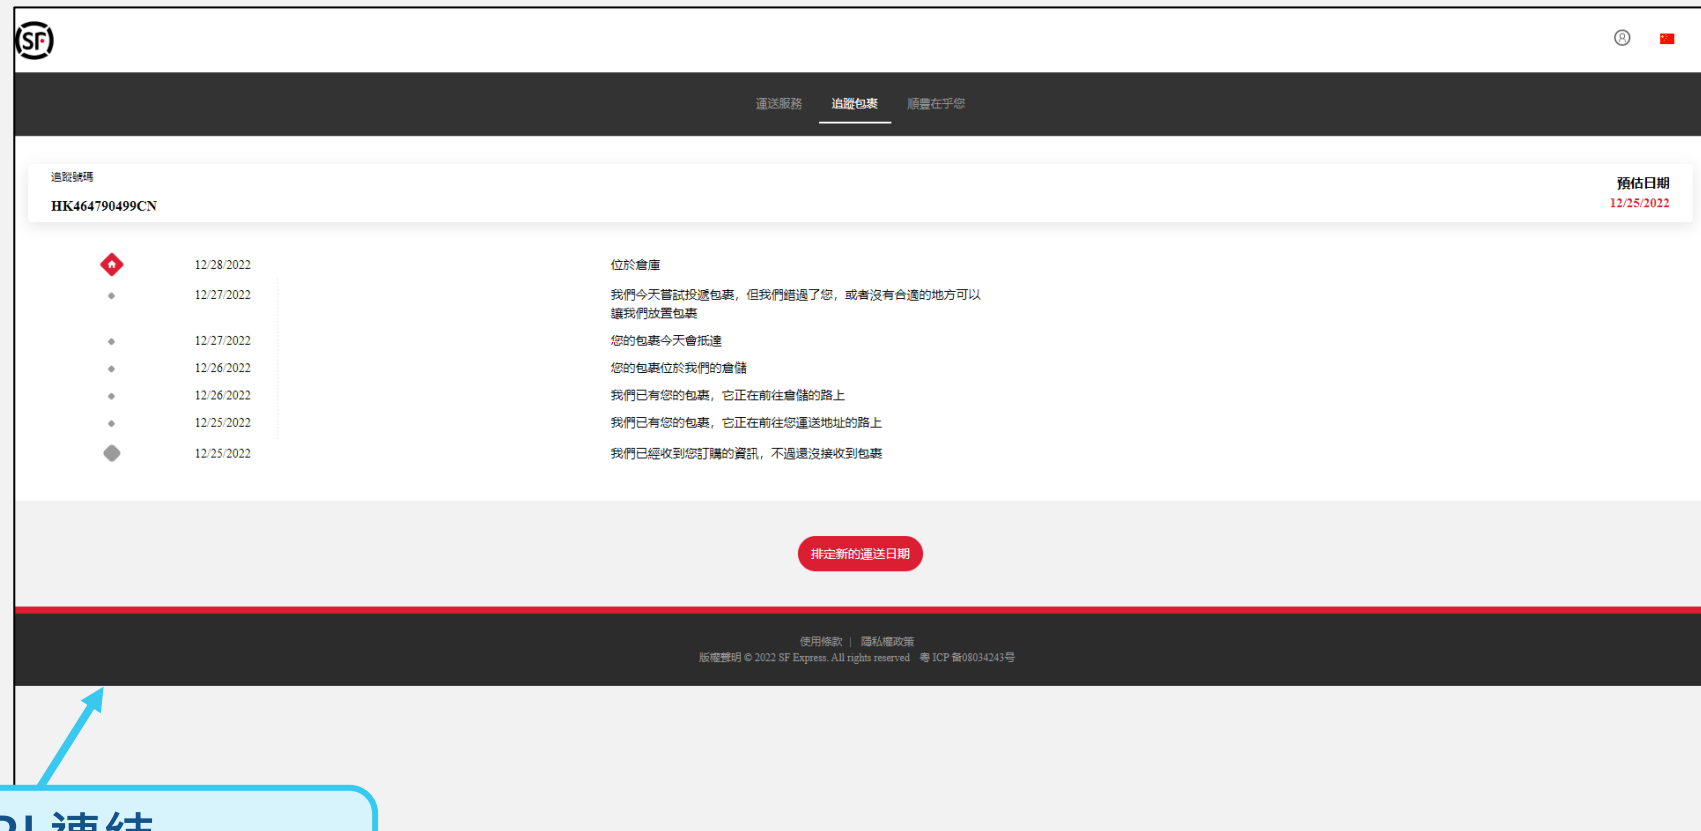 SF
運送服務 追蹤包裹 順豐在乎您
追蹤號碼
HK464790499CN
預估日期
12/25/2022
12/28/2022 位於倉庫
12/27/2022 我們今天嘗試投遞包裹，但我們錯過了您，或者沒有合適的地方可以
讓我們放置包裹
12/27/2022 您的包裹今天會抵達
12/26/2022 您的包裹位於我們的倉儲
12/26/2022 我們已有您的包裹，它正在前往倉儲的路上
12/25/2022 我們已有您的包裹，它正在前往您運送地址的路上
12/25/2022 我們已經收到您訂購的資訊，不過還沒接收到包裹
排定新的運送日期
使用條款 | 隱私權政策
版權聲明 © 2022 SF Express. All rights reserved 粵 ICP 备08034243号
連結